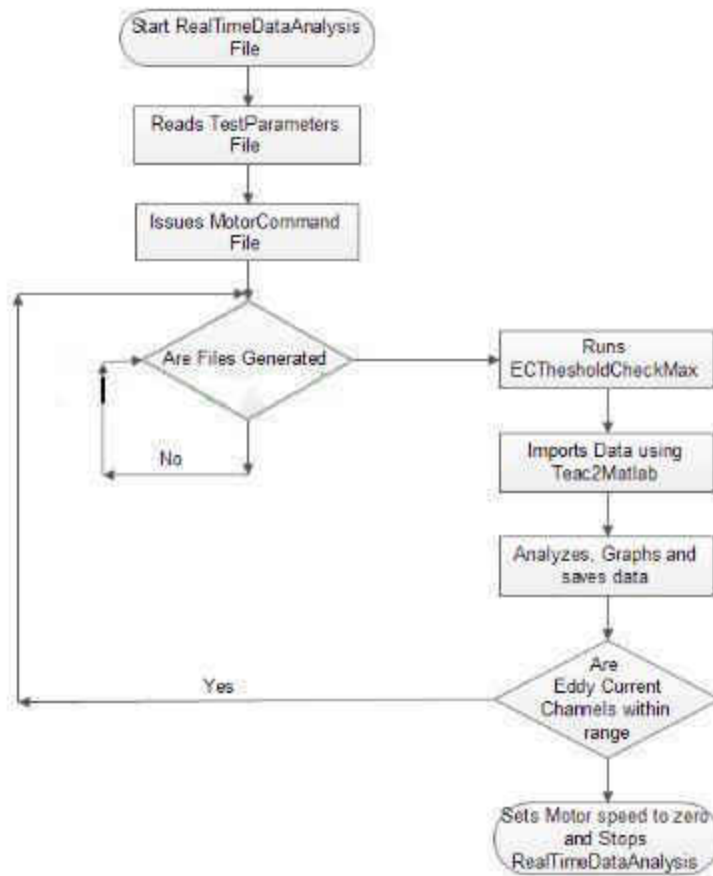 Start RealTimeDataAnalysis
File
Reads TestParameters
File
Issues MotorCommand
File
Are Files Generated
No
Runs
ECThesholdCheckMax
Imports Data using
Teac2Matlab
Analyzes, Graphs and
saves data
Are
Eddy Current
Channels within
range
Yes
Sets Motor speed to zero
and Stops
RealTimeDataAnalysis